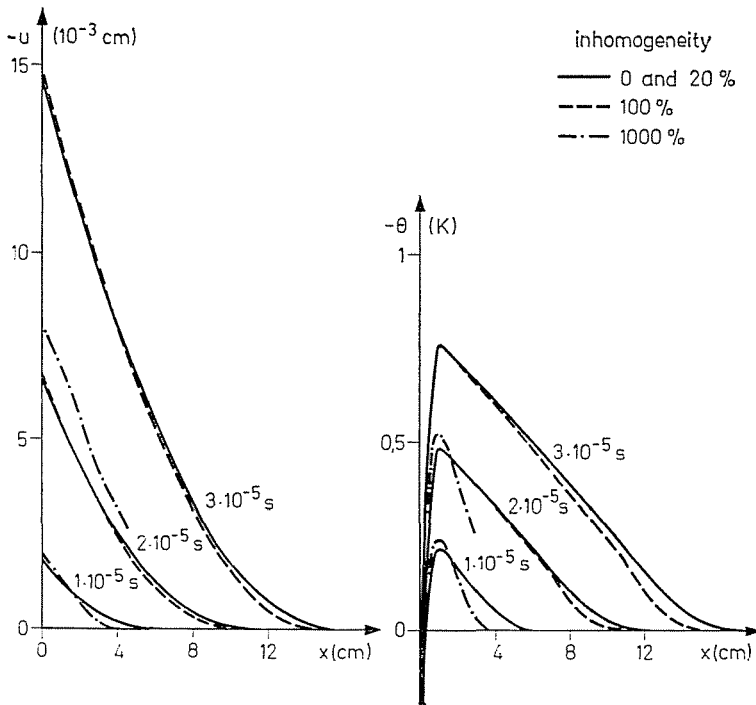 -u (10⁻³ cm)
15
10
5
0
0 4 8 12 x(cm)
3·10⁻⁵ s
2·10⁻⁵ s
1·10⁻⁵ s
inhomogeneity
0 and 20 %
100 %
1000 %
-θ (K)
1
0,5
0
0 4 8 12 x(cm)
3·10⁻⁵ s
2·10⁻⁵ s
1·10⁻⁵ s